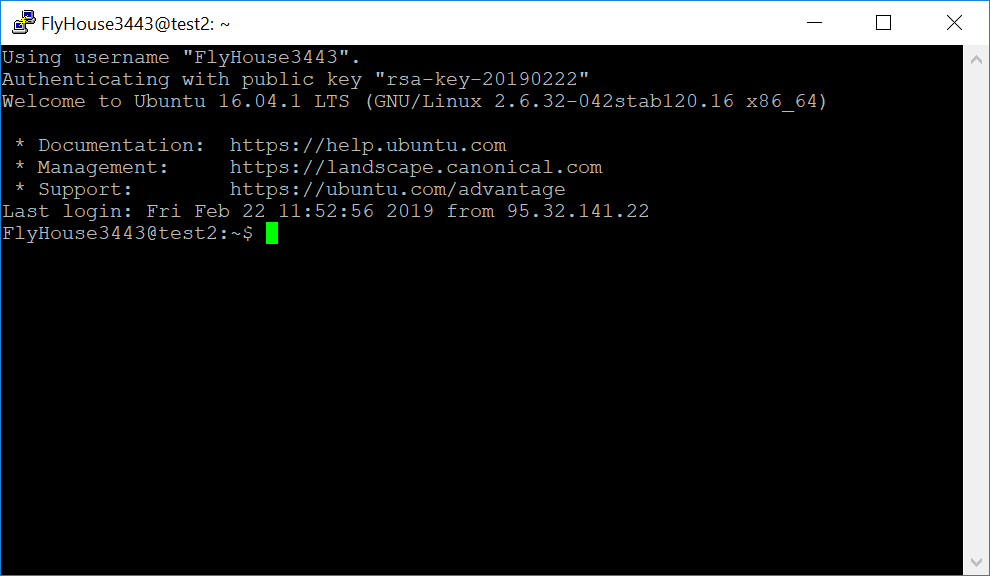 FlyHouse3443@test2: ~
Using username "FlyHouse3443".
Authenticating with public key "rsa-key-20190222"
Welcome to Ubuntu 16.04.1 LTS (GNU/Linux 2.6.32-042stab120.16 x86_64)
* Documentation:  https://help.ubuntu.com
* Management:     https://landscape.canonical.com
* Support:        https://ubuntu.com/advantage
Last login: Fri Feb 22 11:52:56 2019 from 95.32.141.22
FlyHouse3443@test2:~$